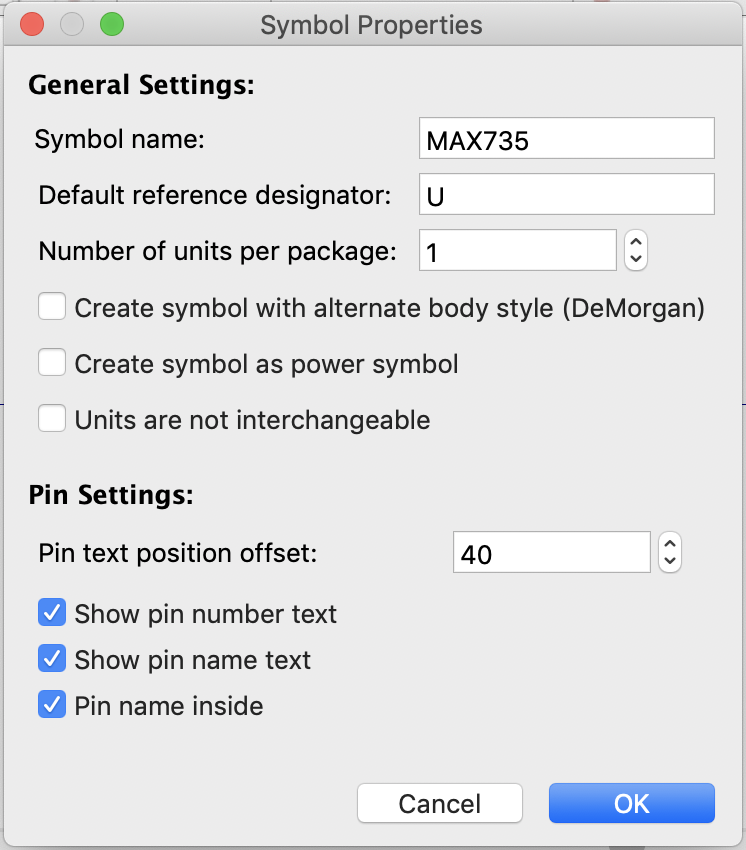 Symbol Properties
General Settings:
Symbol name: MAX735
Default reference designator: U
Number of units per package: 1
Create symbol with alternate body style (DeMorgan)
Create symbol as power symbol
Units are not interchangeable
Pin Settings:
Pin text position offset: 40
Show pin number text
Show pin name text
Pin name inside
Cancel OK